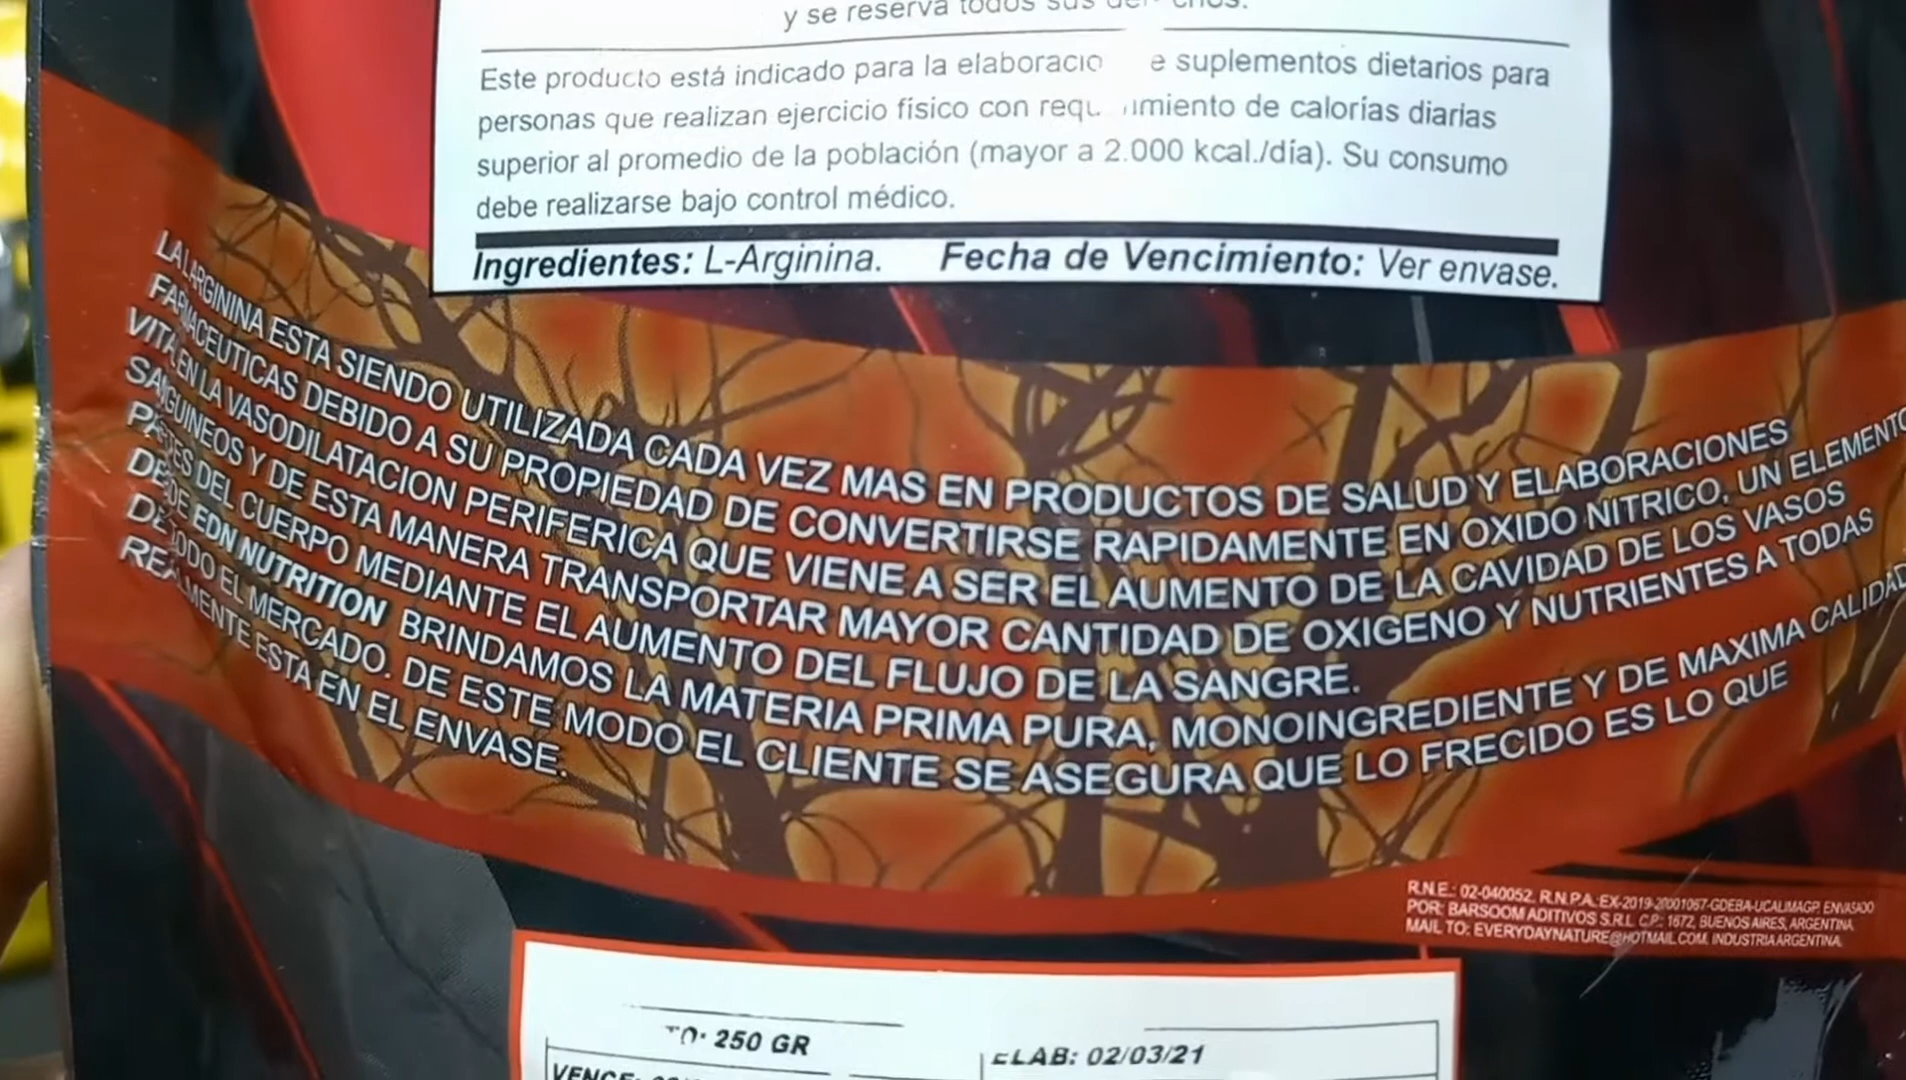 y se reserva todos sus
Este producto está indicado para la elaboracio e suplementos dietarios para
personas que realizan ejercicio físico con requ imiento de calorías diarias
superior al promedio de la población (mayor a 2.000 kcal./día). Su consumo
debe realizarse bajo control médico.
Ingredientes: L-Arginina. Fecha de Vencimiento: Ver envase.
LA LARGININA ESTA SIENDO UTILIZADA CADA VEZ MAS EN PRODUCTOS DE SALUD Y ELABORACIONES
FARMACEUTICAS DEBIDO A SU PROPIEDAD DE CONVERTIRSE RAPIDAMENTE EN OXIDO NITRICO, UN ELEMENTO
VITAL EN LA VASODILATACION PERIFERICA QUE VIENE A SER EL AUMENTO DE LA CAVIDAD DE LOS VASOS
SANGUINEOS Y DE ESTA MANERA TRANSPORTAR MAYOR CANTIDAD DE OXIGENO Y NUTRIENTES A TODAS
PARTES DEL CUERPO MEDIANTE EL AUMENTO DEL FLUJO DE LA SANGRE.
DESDE EDN NUTRITION BRINDAMOS LA MATERIA PRIMA PURA, MONOINGREDIENTE Y DE MAXIMA CALIDAD
DE TODO EL MERCADO. DE ESTE MODO EL CLIENTE SE ASEGURA QUE LO FRECIDO ES LO QUE
REALMENTE ESTA EN EL ENVASE.
R.N.E.: 02-040052. R.N.P.A. EX-2019-20001067-GDEBA-UCALIMAGP. ENVASADO
POR: BARSOOM ADITIVOS S.R.L. C.P.: 1672, BUENOS AIRES, ARGENTINA.
MAIL TO: EVERYDAYNATURE@HOTMAIL.COM. INDUSTRIA ARGENTINA.
TO: 250 GR
ELAB: 02/03/21
VENCE: